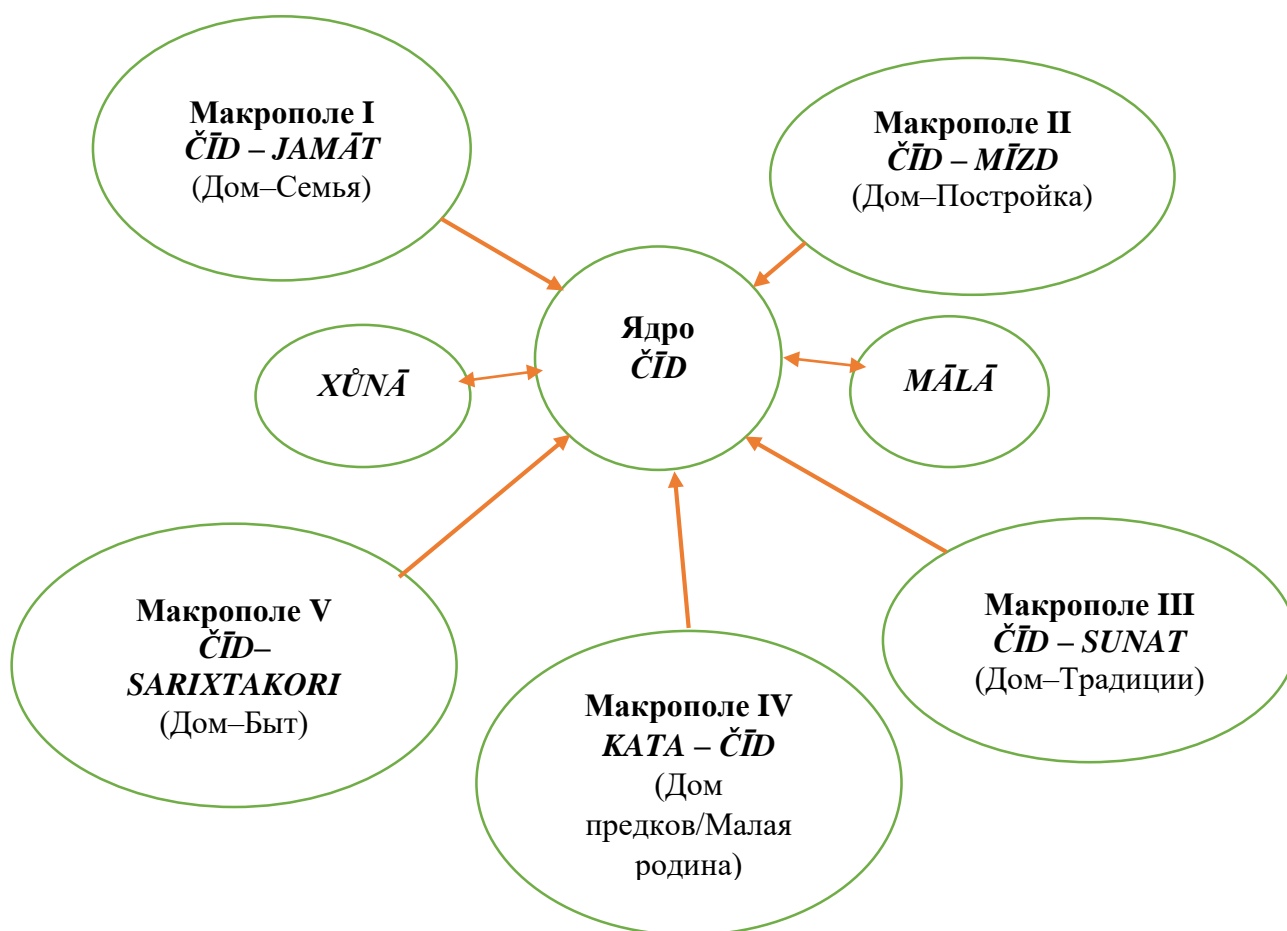 Макрополе I
ČĪD – JAMĀT
(Дом–Семья)
Макрополе II
ČĪD – MĪZD
(Дом–Постройка)
Ядро
ČĪD
XŮNĀ
MĀLĀ
Макрополе V
ČĪD–
SARIXTAKORI
(Дом–Быт)
Макрополе IV
KATA – ČĪD
(Дом
предков/Малая
родина)
Макрополе III
ČĪD – SUNAT
(Дом–Традиции)